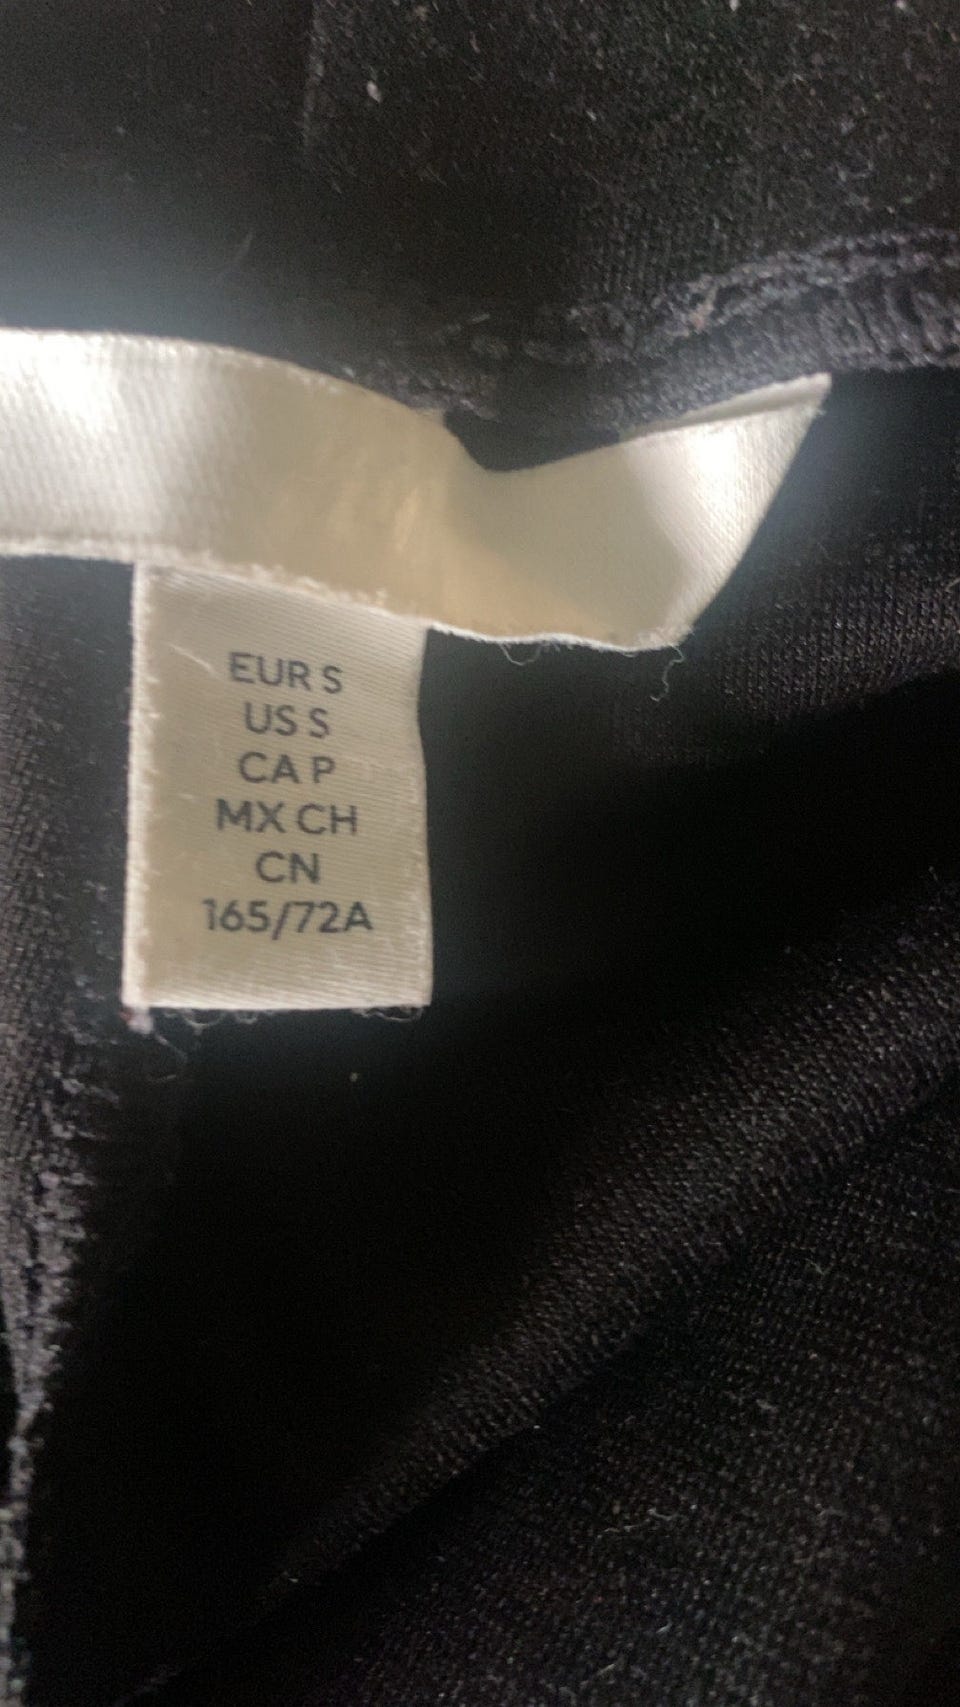 EUR S
US S
CA P
MX CH
CN
165/72A